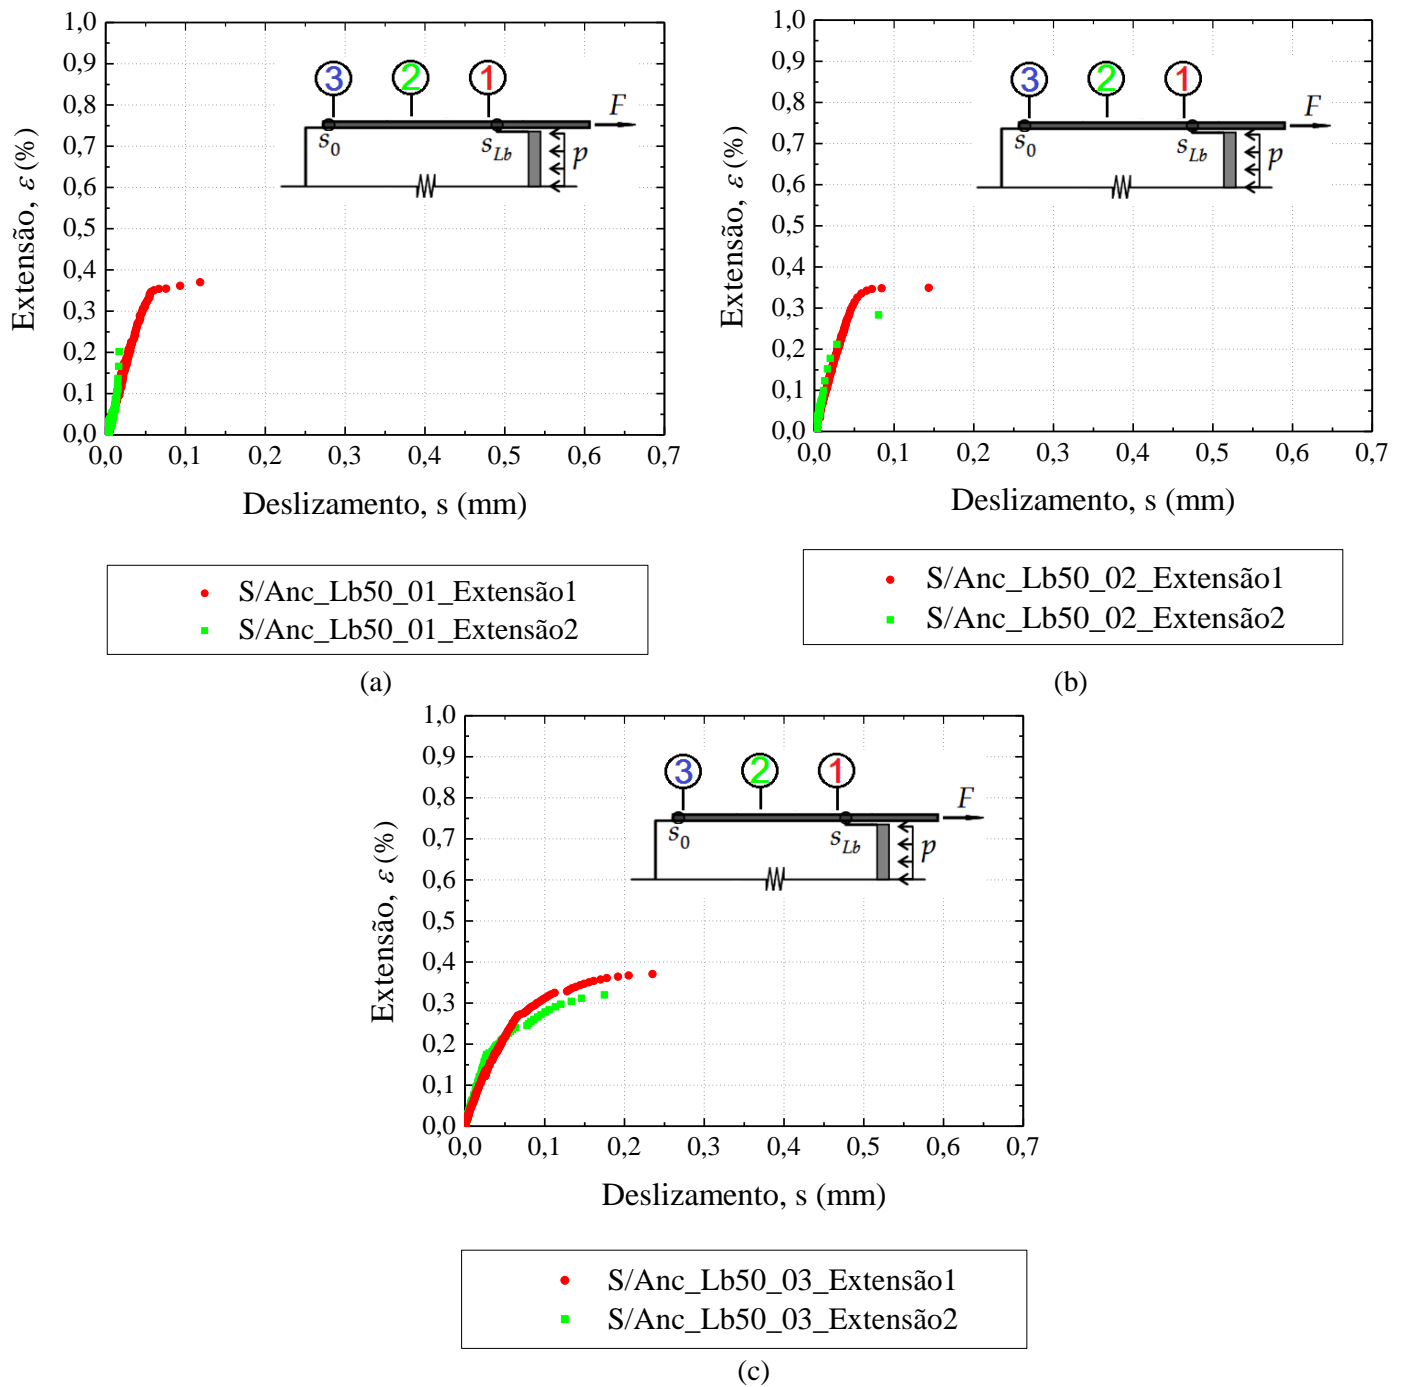 1,0
0,9
0,8
0,7
0,6
0,5
0,4
0,3
0,2
0,1
0,0
Extensão, ε (%)
0,0 0,1 0,2 0,3 0,4 0,5 0,6 0,7
Deslizamento, s (mm)
3 2 1
F
s0 sLb p
S/Anc_Lb50_01_Extensão1
S/Anc_Lb50_01_Extensão2
(a)
1,0
0,9
0,8
0,7
0,6
0,5
0,4
0,3
0,2
0,1
0,0
Extensão, ε (%)
0,0 0,1 0,2 0,3 0,4 0,5 0,6 0,7
Deslizamento, s (mm)
3 2 1
F
s0 sLb p
S/Anc_Lb50_02_Extensão1
S/Anc_Lb50_02_Extensão2
(b)
1,0
0,9
0,8
0,7
0,6
0,5
0,4
0,3
0,2
0,1
0,0
Extensão, ε (%)
0,0 0,1 0,2 0,3 0,4 0,5 0,6 0,7
Deslizamento, s (mm)
3 2 1
F
s0 sLb p
S/Anc_Lb50_03_Extensão1
S/Anc_Lb50_03_Extensão2
(c)